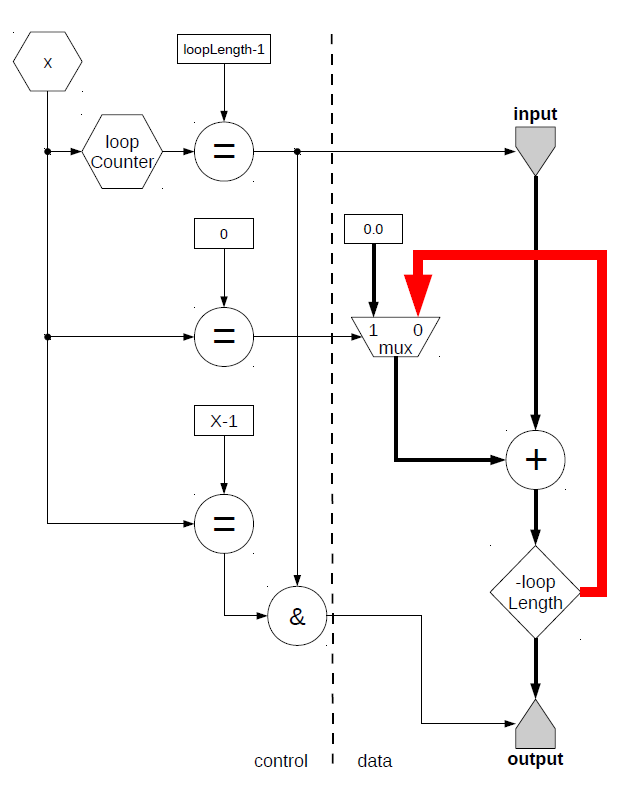 loopLength-1
x
input
loop
Counter
=
0
0.0
=
1 0
mux
X-1
+
=
-loop
Length
&
output
control
data